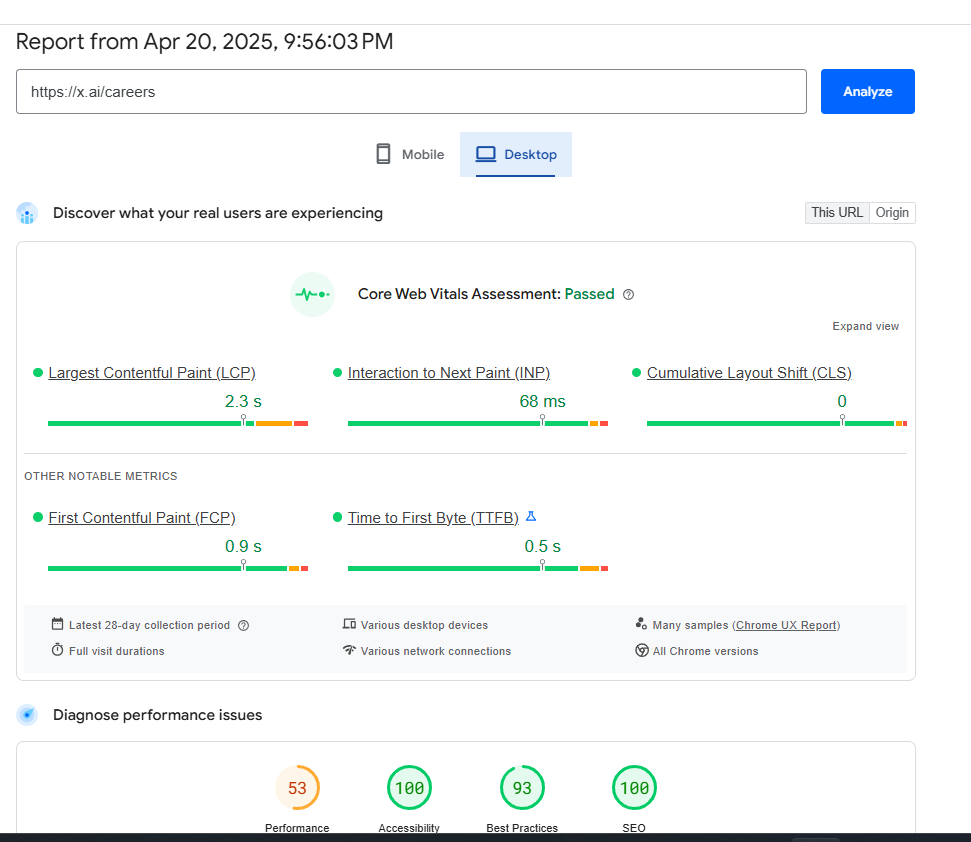 Report from Apr 20, 2025, 9:56:03 PM
https://x.ai/careers
Analyze
Mobile
Desktop
Discover what your real users are experiencing
This URL
Origin
Core Web Vitals Assessment: Passed
Expand view
Largest Contentful Paint (LCP)
2.3 s
Interaction to Next Paint (INP)
68 ms
Cumulative Layout Shift (CLS)
0
OTHER NOTABLE METRICS
First Contentful Paint (FCP)
0.9 s
Time to First Byte (TTFB)
0.5 s
Latest 28-day collection period
Various desktop devices
Many samples (Chrome UX Report)
Full visit durations
Various network connections
All Chrome versions
Diagnose performance issues
53
100
93
100
Performance
Accessibility
Best Practices
SEO